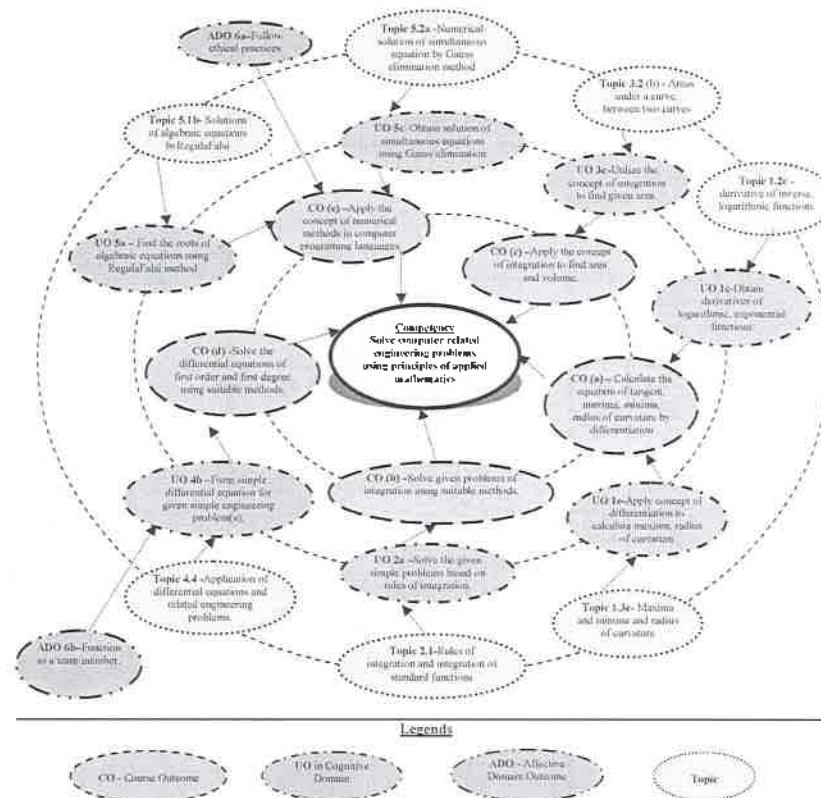 ADO 6a–Follow
ethical practices
Topic 5.2a -Numerical
solution of simultaneous
equation by Gauss
elimination method
Topic 3.2 (b) - Areas
under a curve,
between two curves
Topic 5.1b- Solutions
of algebraic equations
by RegulaFalsi
UO 5c- Obtain solution of
simultaneous equations
using Gauss elimination
UO 3c-Utilize the
concept of integration
to find given area.
Topic 1.2c -
derivative of inverse,
logarithmic functions
UO 5a – Find the roots of
algebraic equations using
RegulaFalsi method
CO (e) –Apply the
concept of numerical
methods in computer
programing languages
CO (c) –Apply the concept
of integration to find area
and volume.
UO 1c-Obtain
derivatives of
logarithmic, exponential
functions
Competency
Solve computer related
engineering problems
using principles of applied
mathematics
CO (d) -Solve the
differential equations of
first order and first degree
using suitable methods.
CO (a) – Calculate the
equation of tangent,
maxima, minima,
radius of curvature by
differentiation
UO 4b –Form simple
differential equation for
given simple engineering
problem(s).
CO (b) –Solve given problems of
integration using suitable methods.
UO 1e-Apply concept of
differentiation to
calculate maxima, radius
of curvature
UO 2a –Solve the given
simple problems based on
rules of integration.
Topic 4.4 -Application of
differential equations and
related engineering
problems.
Topic 1.3e- Maxima
and minima and radius
of curvature
ADO 6b–Function
as a team member
Topic 2.1-Rules of
integration and integration of
standard functions
Legends
CO - Course Outcome
UO in Cognitive
Domain
ADO - Affective
Domain Outcome
Topic